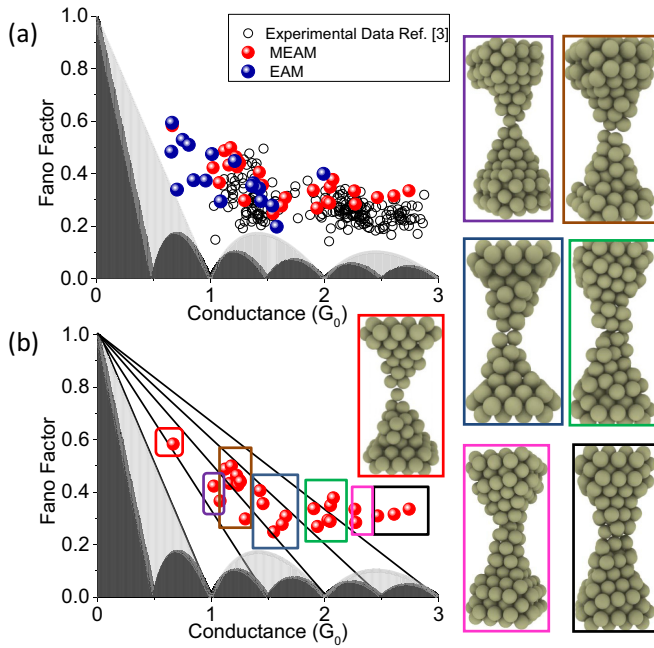 (a)
Experimental Data Ref. [3]
MEAM
EAM
Fano Factor
1.0
0.8
0.6
0.4
0.2
0.0
0 1 2 3
Conductance (G0)
(b)
Fano Factor
1.0
0.8
0.6
0.4
0.2
0.0
0 1 2 3
Conductance (G0)